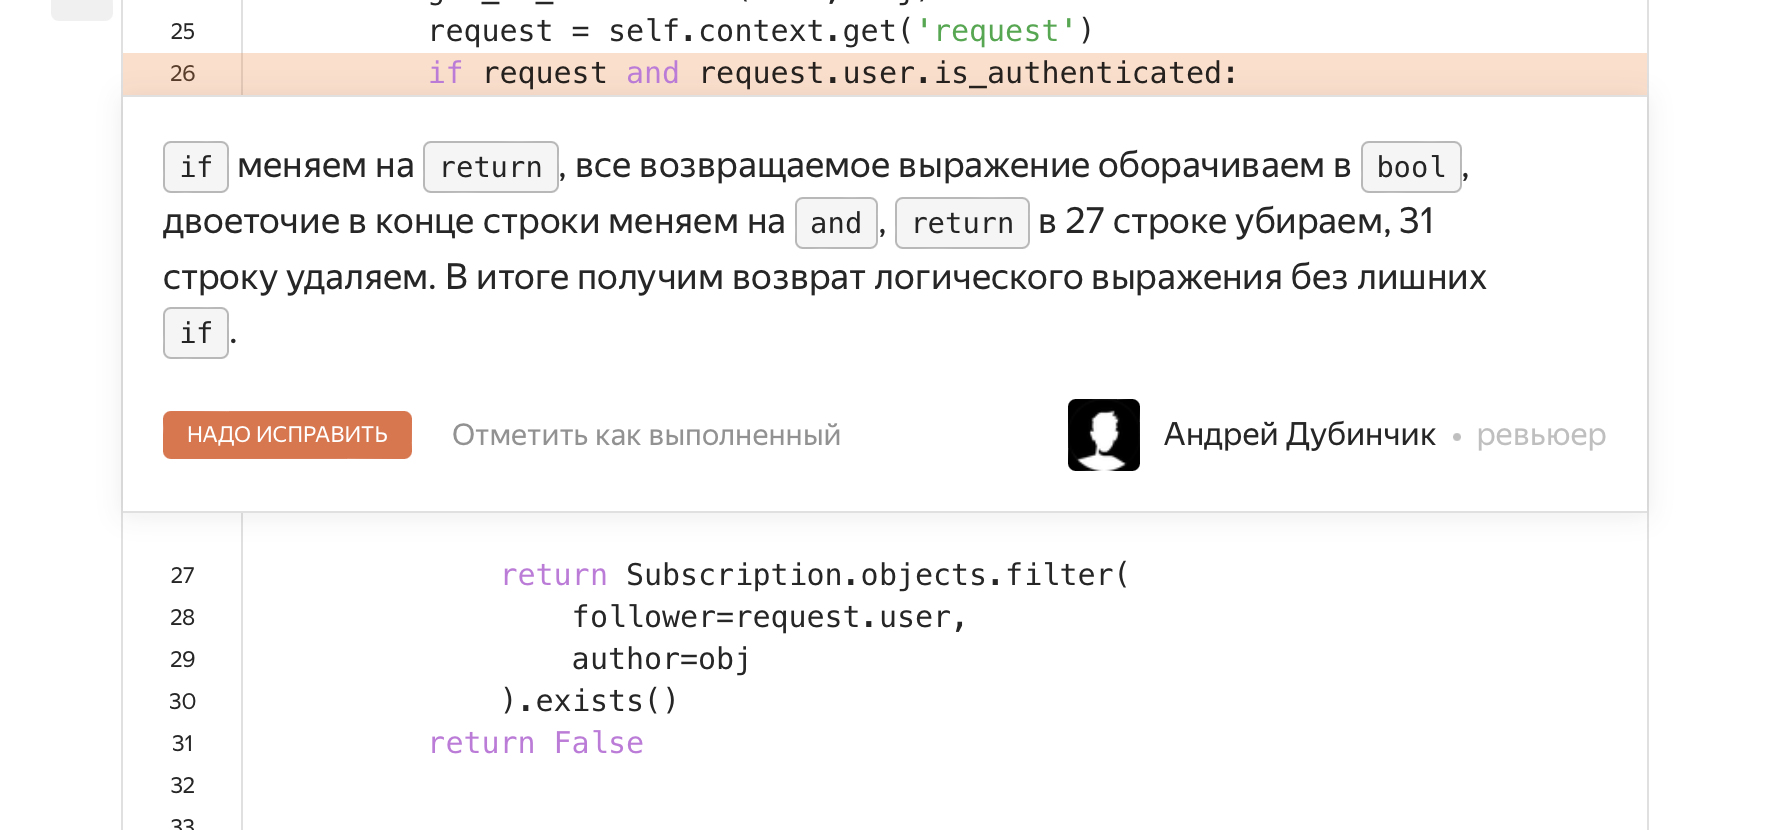 25 request = self.context.get('request')
26 if request and request.user.is_authenticated:
if меняем на return, все возвращаемое выражение оборачиваем в bool,
двоеточие в конце строки меняем на and, return в 27 строке убираем, 31
строку удаляем. В итоге получим возврат логического выражения без лишних
if.
НАДО ИСПРАВИТЬ Отметить как выполненный Андрей Дубинчик • ревьюер
27 return Subscription.objects.filter(
28 follower=request.user,
29 author=obj
30 ).exists()
31 return False
32
33